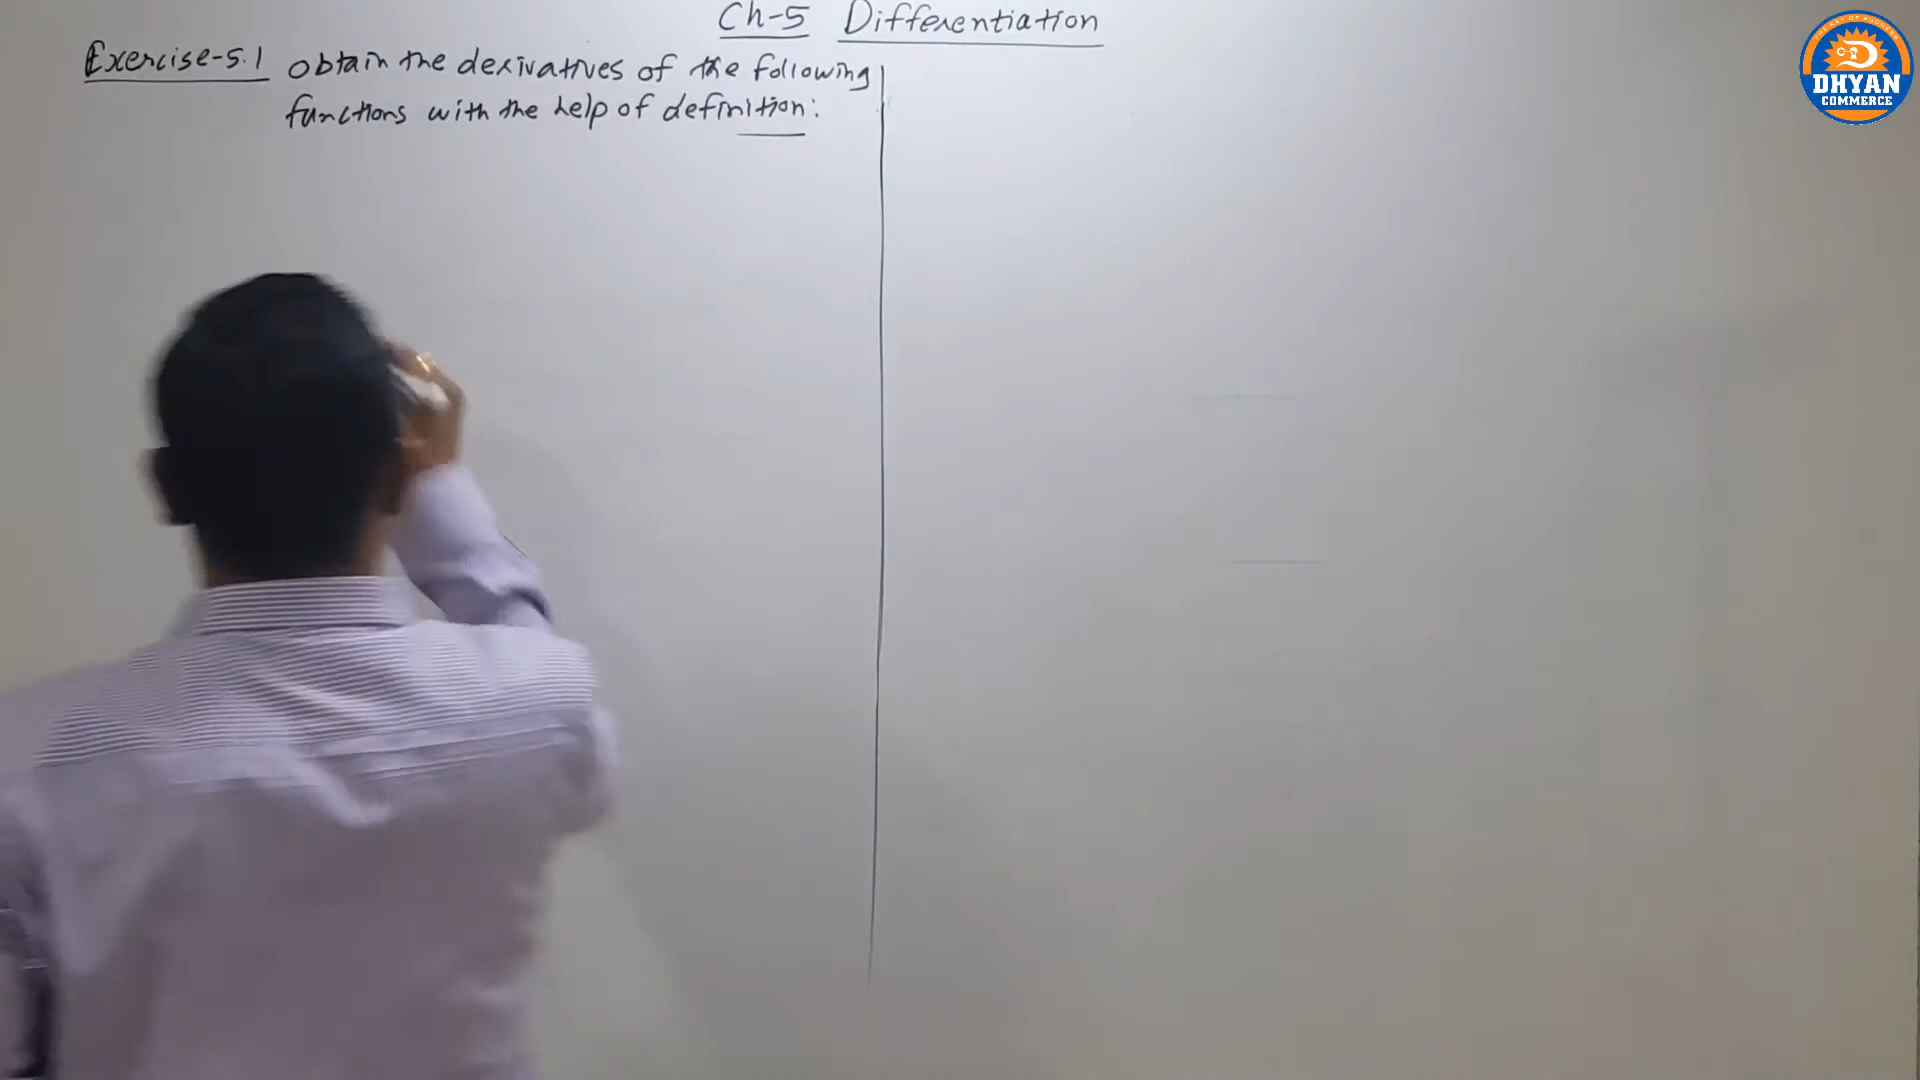 Ch-5 Differentiation
Exercise-5.1 obtain the derivatives of the following
functions with the help of definition:
DHYAN
COMMERCE